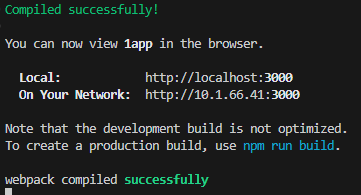 Compiled successfully!
You can now view 1app in the browser.
Local: http://localhost:3000
On Your Network: http://10.1.66.41:3000
Note that the development build is not optimized.
To create a production build, use npm run build.
webpack compiled successfully